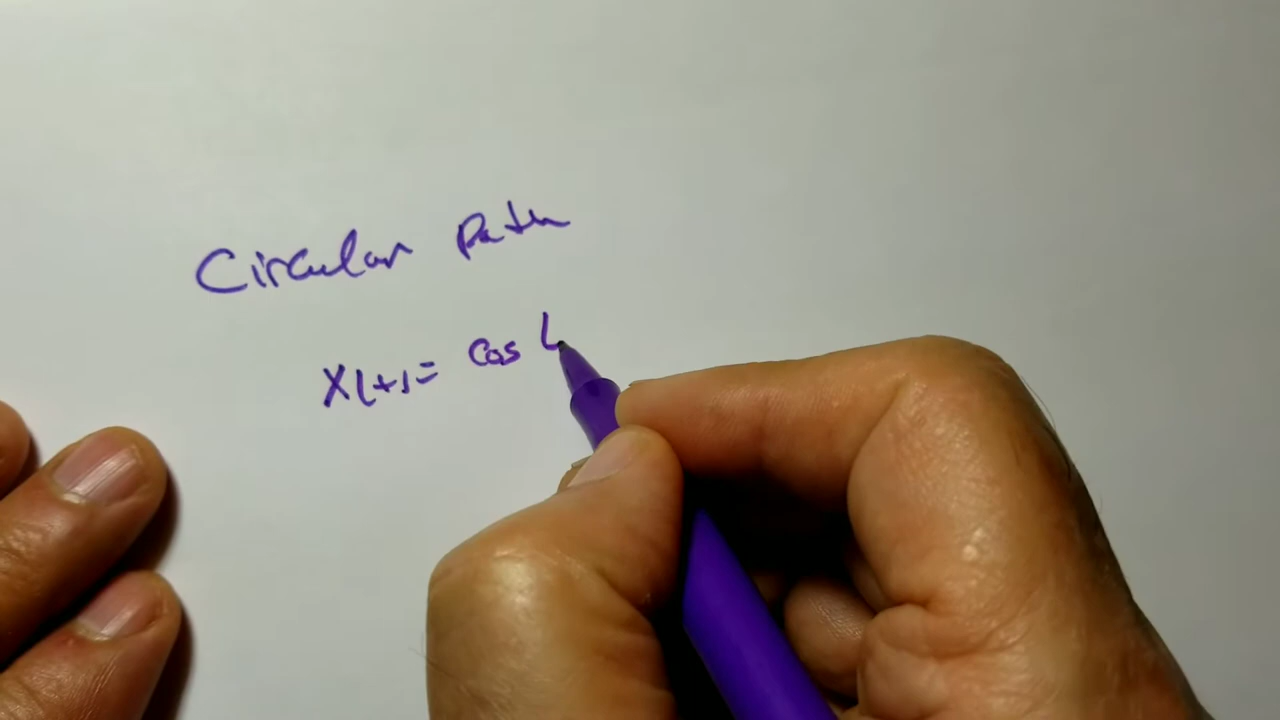 Circular Path
x(t) = cos (